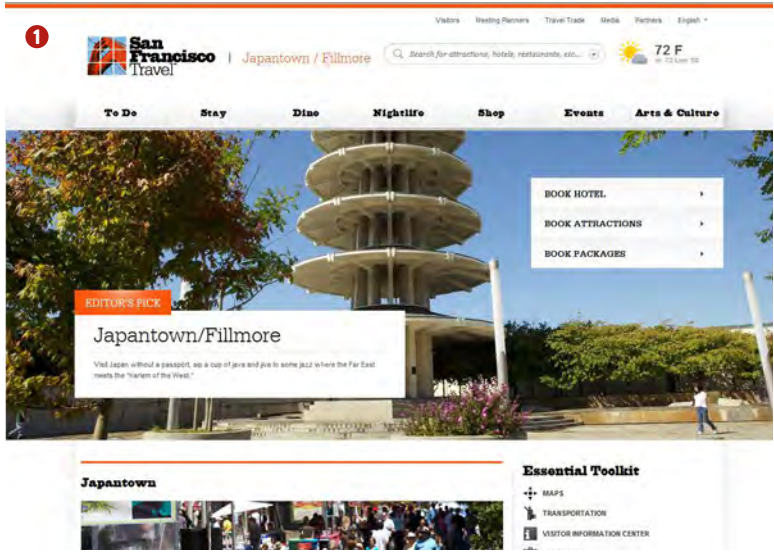 1
Visitors Meeting Planners Travel Trade Media Partners English
San
Francisco
Travel
| Japantown / Fillmore
Search for attractions, hotels, restaurants, etc...
72 F
To Do Stay Dine Nightlife Shop Events Arts & Culture
BOOK HOTEL
BOOK ATTRACTIONS
BOOK PACKAGES
EDITOR'S PICK
Japantown/Fillmore
Visit Japan without a passport, sip a cup of java and jive to some jazz where the Far East
meets the "Harlem of the West."
Japantown
Essential Toolkit
MAPS
TRANSPORTATION
VISITOR INFORMATION CENTER